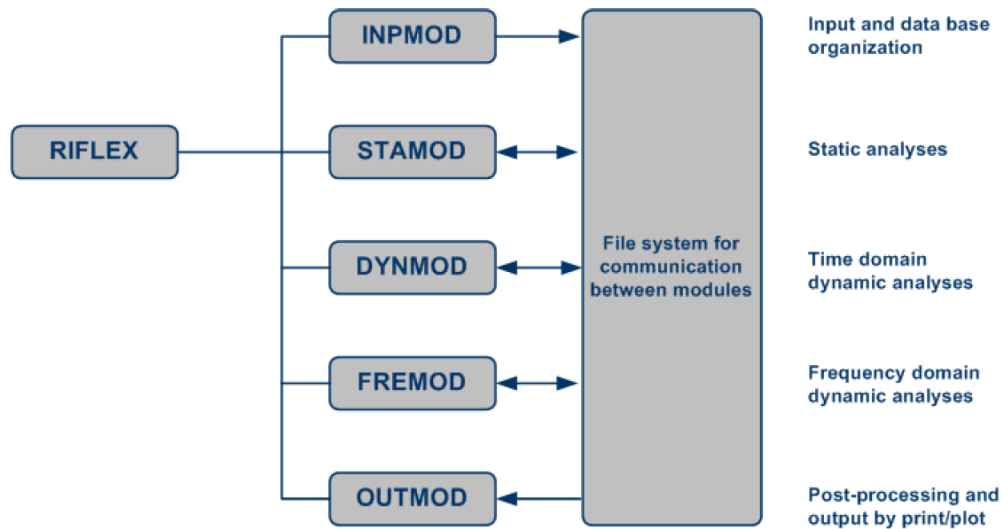 INPMOD
Input and data base
organization
RIFLEX
STAMOD
Static analyses
DYNMOD
File system for
communication
between modules
Time domain
dynamic analyses
FREMOD
Frequency domain
dynamic analyses
OUTMOD
Post-processing and
output by print/plot